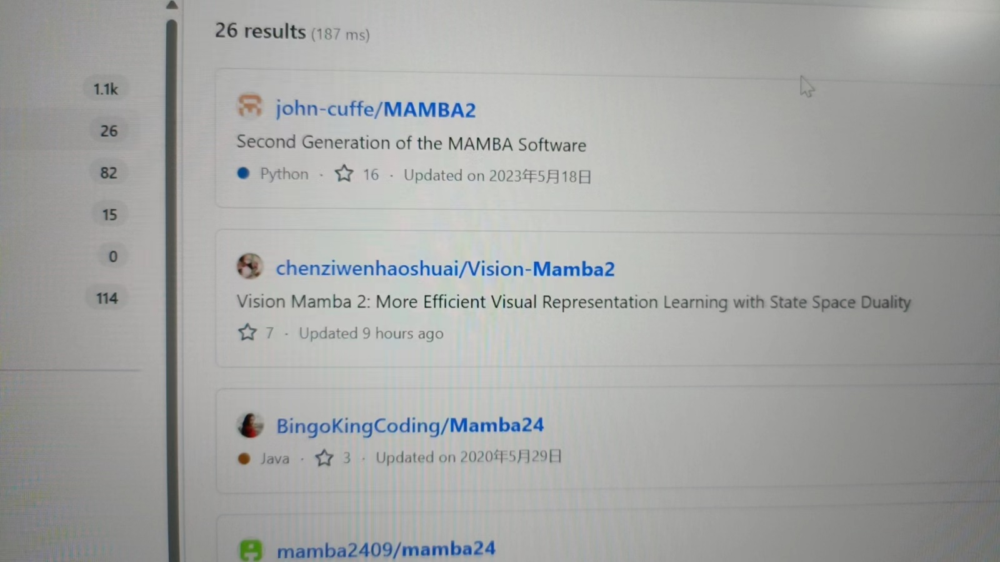 26 results (187 ms)
1.1k
26
82
15
0
114
john-cuffe/MAMBA2
Second Generation of the MAMBA Software
Python · 16 · Updated on 2023年5月18日
chenziwenhaoshuai/Vision-Mamba2
Vision Mamba 2: More Efficient Visual Representation Learning with State Space Duality
7 · Updated 9 hours ago
BingoKingCoding/Mamba24
Java · 3 · Updated on 2020年5月29日
mamba2409/mamba24